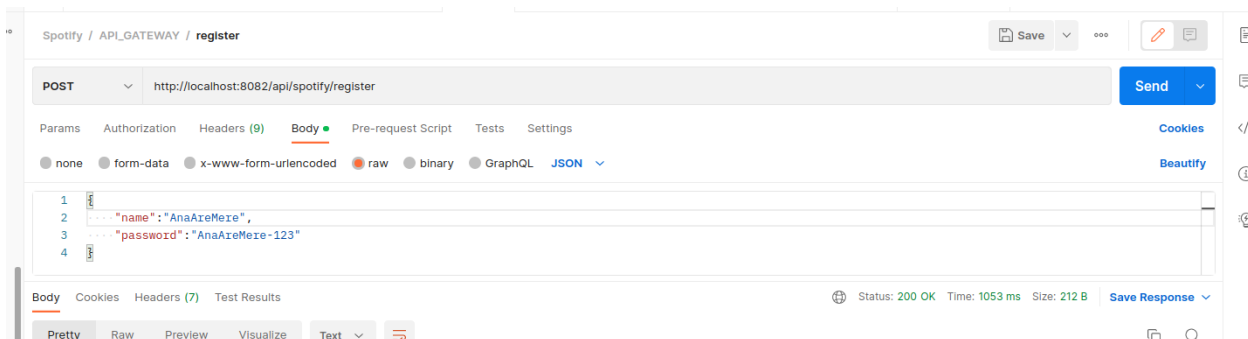 Spotify / API_GATEWAY / register
Save
POST http://localhost:8082/api/spotify/register Send
Params Authorization Headers (9) Body Pre-request Script Tests Settings Cookies
none form-data x-www-form-urlencoded raw binary GraphQL JSON Beautify
1 {
2 ····"name":"AnaAreMere",
3 ····"password":"AnaAreMere-123"
4 }
Body Cookies Headers (7) Test Results Status: 200 OK Time: 1053 ms Size: 212 B Save Response
Pretty Raw Preview Visualize Text